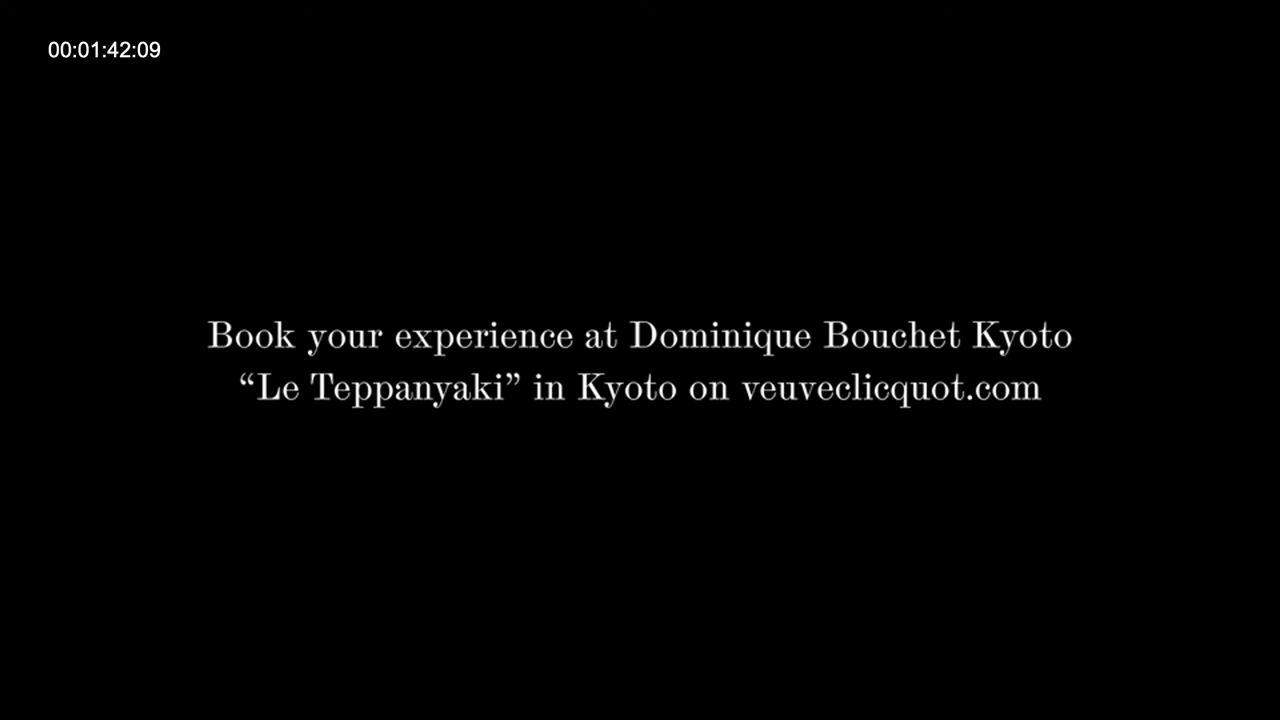 00:01:42:09
Book your experience at Dominique Bouchet Kyoto
“Le Teppanyaki” in Kyoto on veuveclicquot.com